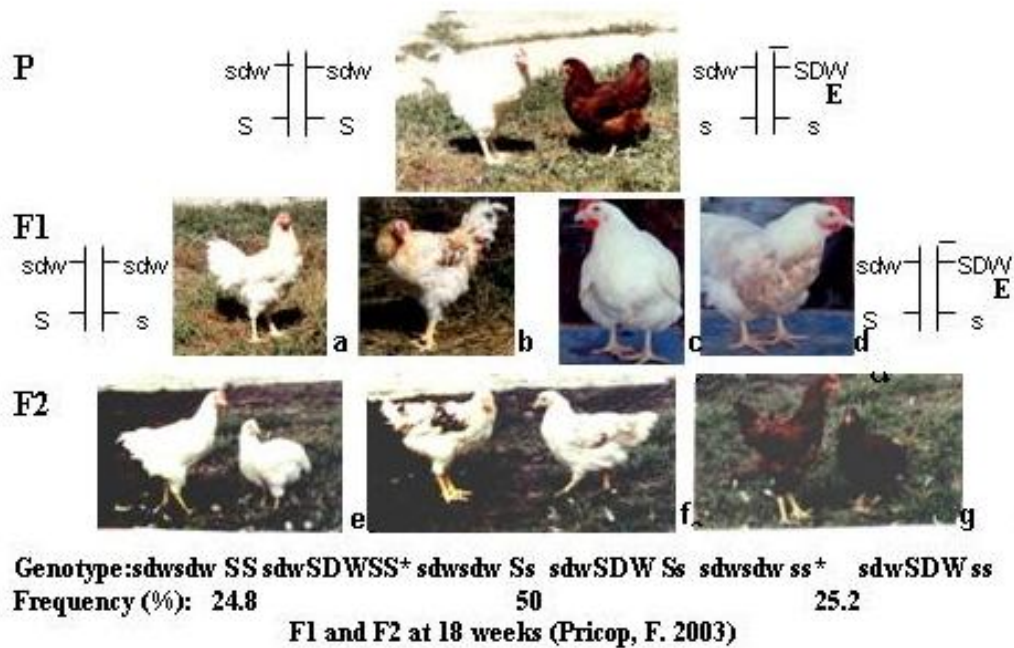 P
sdw sdw
S S
sdw SDW
E
s s
F1
sdw sdw
S s
a b c d
sdw SDW
E
S s
F2
e f g
Genotype:sdwsdw SS sdwSDWSS* sdwsdw Ss sdwSDW Ss sdwsdw ss* sdwSDW ss
Frequency (%): 24.8 50 25.2
F1 and F2 at 18 weeks (Pricop, F. 2003)